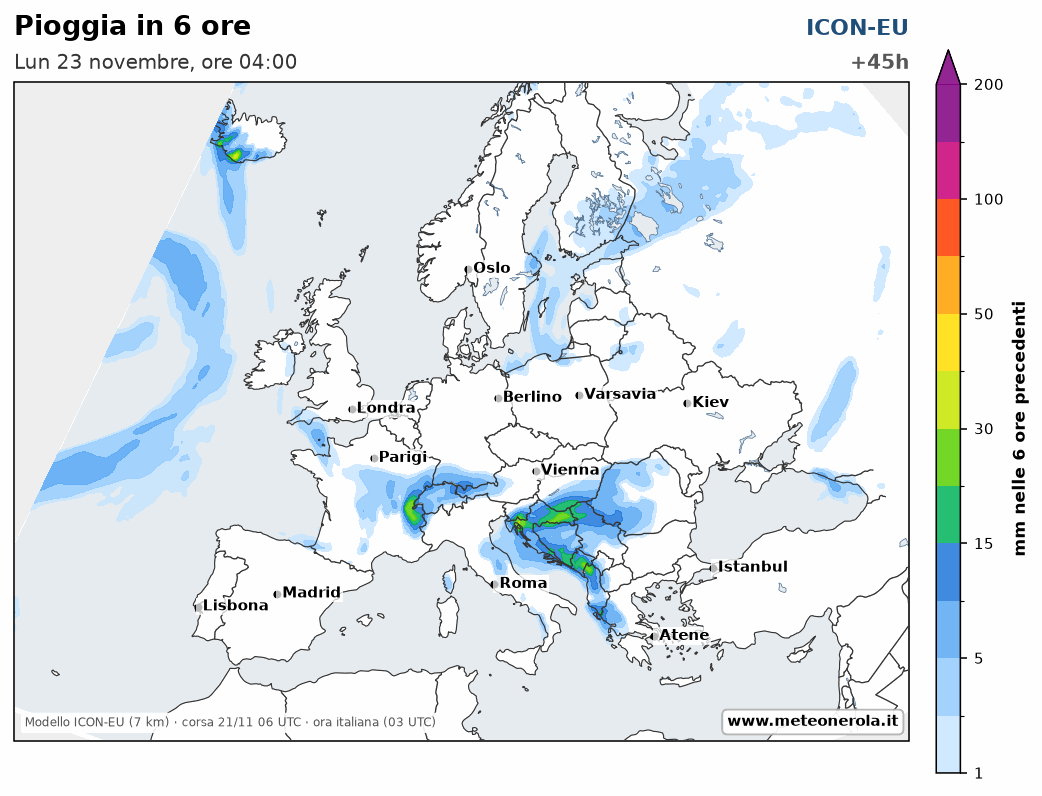 Pioggia in 6 ore
ICON-EU
Lun 23 novembre, ore 04:00
+45h
200
100
50
30
15
5
1
mm nelle 6 ore precedenti
Oslo
Londra
Berlino
Varsavia
Kiev
Parigi
Vienna
Istanbul
Roma
Madrid
Lisbona
Atene
Modello ICON-EU (7 km) · corsa 21/11 06 UTC · ora italiana (03 UTC)
www.meteonerola.it